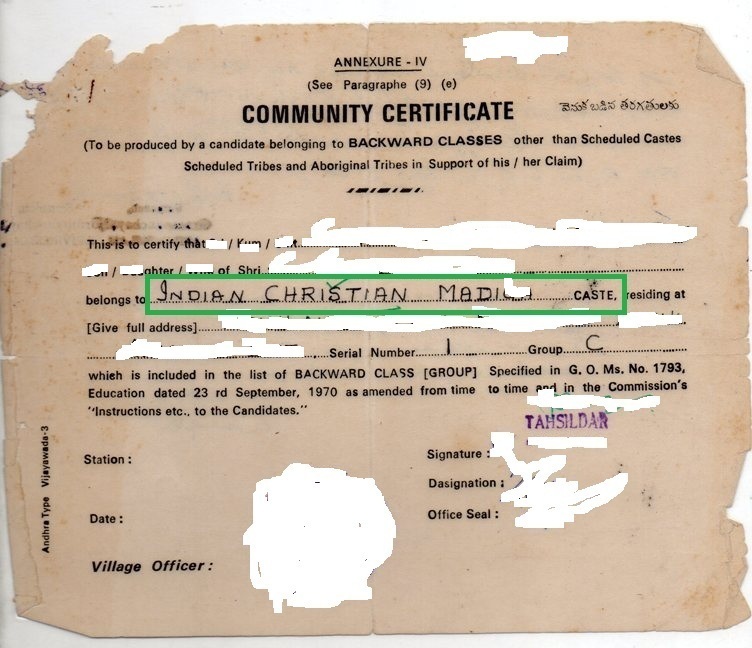 ANNEXURE - IV
(See Paragraphe (9) (e)
COMMUNITY CERTIFICATE వెనుకబడిన తరగతులకు
(To be produced by a candidate belonging to BACKWARD CLASSES other than Scheduled Castes
Scheduled Tribes and Aboriginal Tribes in Support of his / her Claim)
This is to certify that / Kum /
/ of Shri.
belongs to INDIAN CHRISTIAN CASTE, residing at
[Give full address]
Serial Number 1 Group C
which is included in the list of BACKWARD CLASS [GROUP] Specified in G. O. Ms. No. 1793,
Education dated 23 rd September, 1970 as amended from time to time and in the Commission's
"Instructions etc., to the Candidates."
TAHSILDAR
Station :
Signature :
Dasignation :
Date :
Office Seal :
Village Officer :
Andhra Type Vijayawada-3